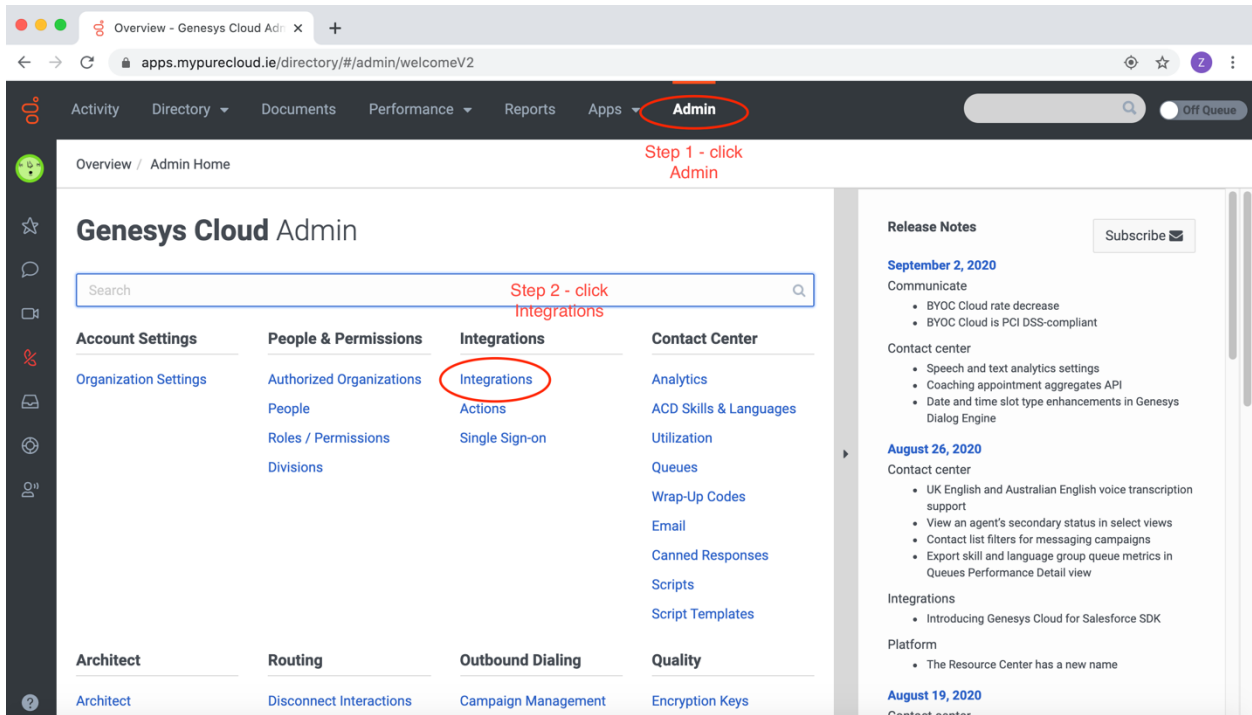 Overview - Genesys Cloud Adn
apps.mypurecloud.ie/directory/#/admin/welcomeV2
Z
Activity Directory Documents Performance Reports Apps Admin
Off Queue
Overview / Admin Home
Step 1 - click
Admin
Genesys Cloud Admin
Search
Step 2 - click
Integrations
Account Settings
Organization Settings
People & Permissions
Authorized Organizations
People
Roles / Permissions
Divisions
Integrations
Integrations
Actions
Single Sign-on
Contact Center
Analytics
ACD Skills & Languages
Utilization
Queues
Wrap-Up Codes
Email
Canned Responses
Scripts
Script Templates
Architect
Architect
Routing
Disconnect Interactions
Outbound Dialing
Campaign Management
Quality
Encryption Keys
Release Notes
Subscribe
September 2, 2020
Communicate
BYOC Cloud rate decrease
BYOC Cloud is PCI DSS-compliant
Contact center
Speech and text analytics settings
Coaching appointment aggregates API
Date and time slot type enhancements in Genesys
Dialog Engine
August 26, 2020
Contact center
UK English and Australian English voice transcription
support
View an agent's secondary status in select views
Contact list filters for messaging campaigns
Export skill and language group queue metrics in
Queues Performance Detail view
Integrations
Introducing Genesys Cloud for Salesforce SDK
Platform
The Resource Center has a new name
August 19, 2020
Contact center